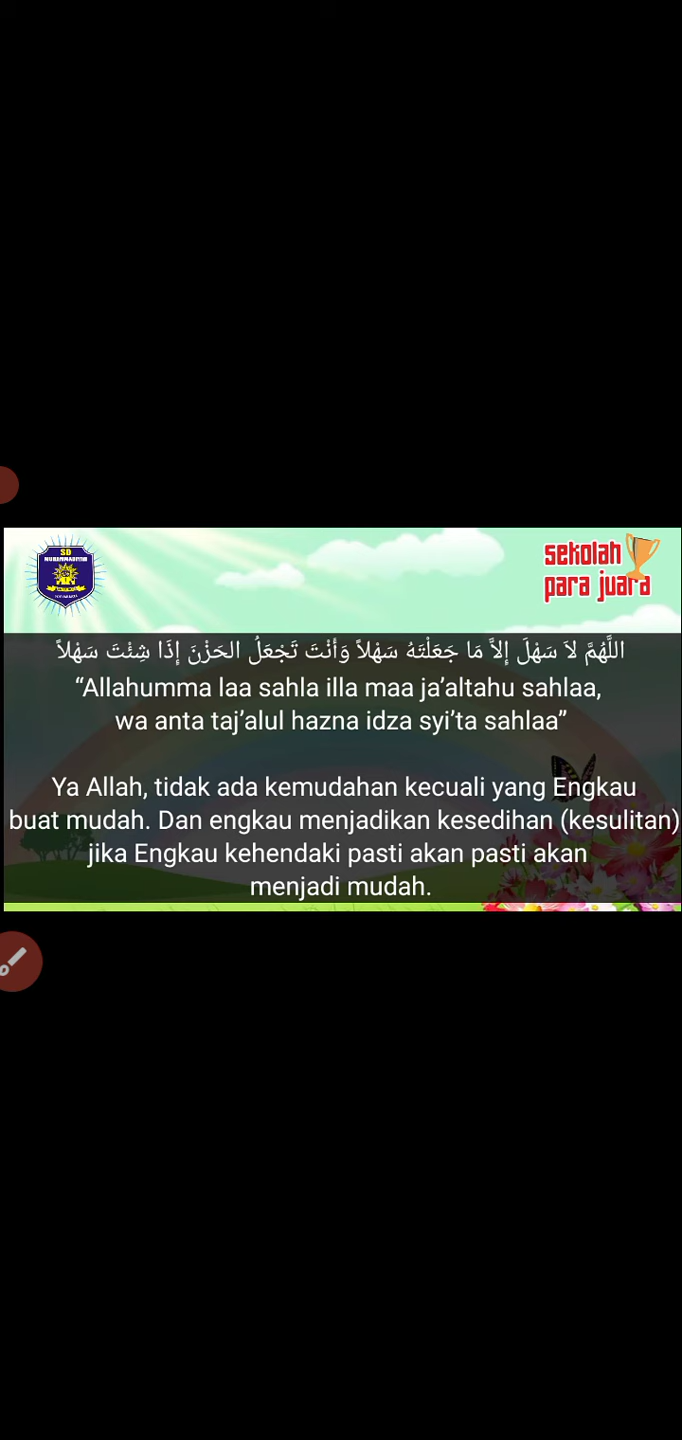 SD
MUHAMMADIYAH
sekolah
para juara
اللَّهُمَّ لاَ سَهْلَ إِلاَّ مَا جَعَلْتَهُ سَهْلاً وَأَنْتَ تَجْعَلُ الحَزْنَ إِذَا شِئْتَ سَهْلاً
“Allahumma laa sahla illa maa ja’altahu sahlaa,
wa anta taj’alul hazna idza syi’ta sahlaa”
Ya Allah, tidak ada kemudahan kecuali yang Engkau
buat mudah. Dan engkau menjadikan kesedihan (kesulitan)
jika Engkau kehendaki pasti akan pasti akan
menjadi mudah.